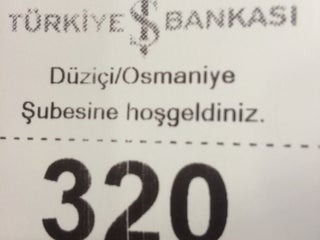 TÜRKİYE İŞ BANKASI
Düziçi/Osmaniye
Şubesine hoşgeldiniz.
320